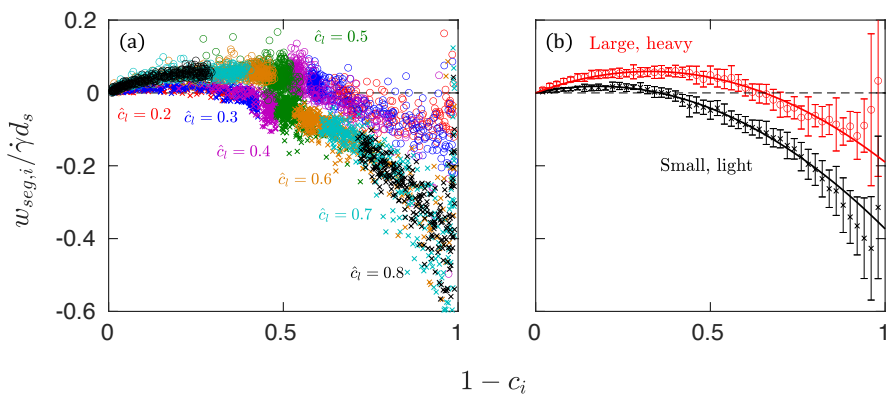 0.2
(a)
ĉ_l = 0.5
(b)
Large, heavy
0
ĉ_l = 0.2
ĉ_l = 0.3
ĉ_l = 0.4
Small, light
-0.2
ĉ_l = 0.6
ĉ_l = 0.7
-0.4
ĉ_l = 0.8
-0.6
0
0.5
1
0
0.5
1
w_{seg,i}/γ̇d_s
1 − c_i